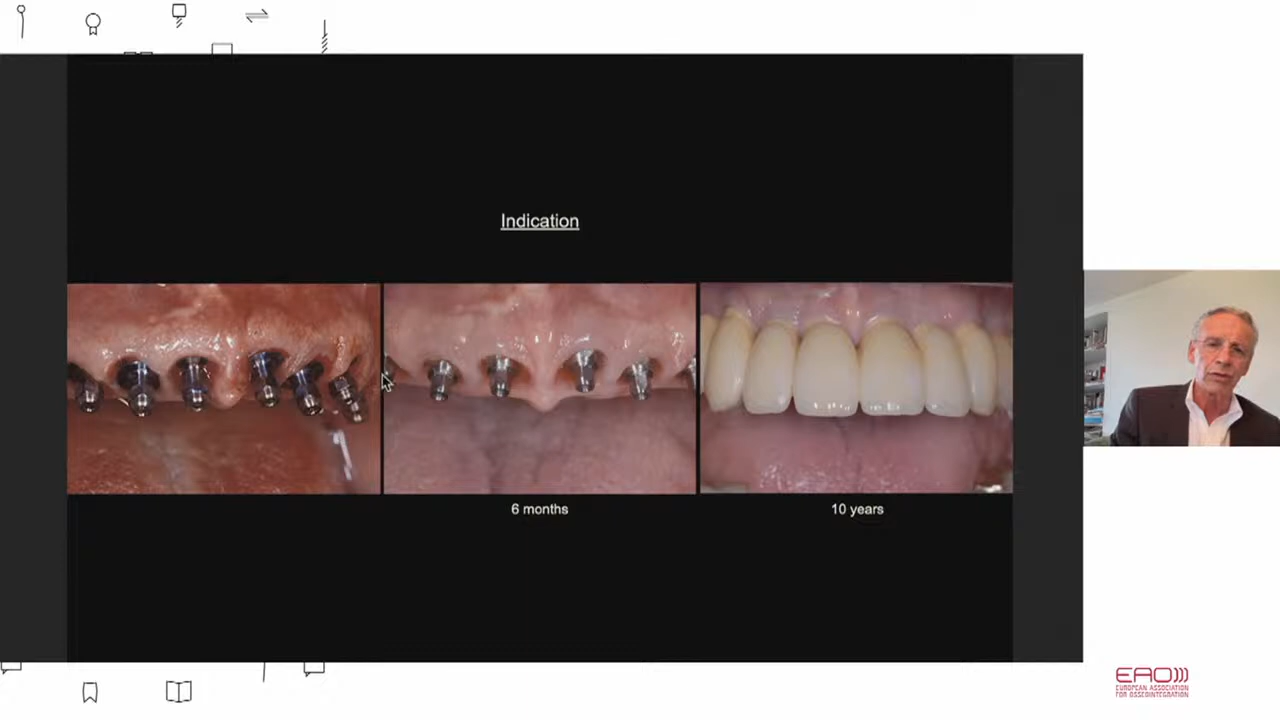 Indication
6 months
10 years
EAO
EUROPEAN ASSOCIATION
FOR OSSEOINTEGRATION